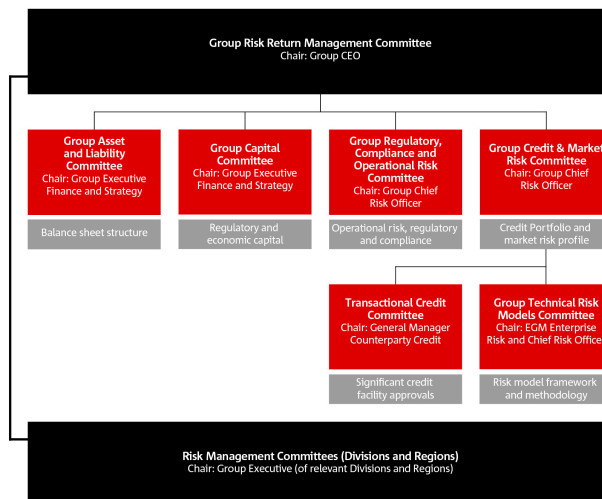 Group Risk Return Management Committee
Chair: Group CEO
Group Asset
and Liability
Committee
Chair: Group Executive
Finance and Strategy
Balance sheet structure
Group Capital
Committee
Chair: Group Executive
Finance and Strategy
Regulatory and
economic capital
Group Regulatory,
Compliance and
Operational Risk
Committee
Chair: Group Chief
Risk Officer
Operational risk, regulatory
and compliance
Group Credit & Market
Risk Committee
Chair: Group Chief
Risk Officer
Credit Portfolio and
market risk profile
Transactional Credit
Committee
Chair: General Manager
Counterparty Credit
Significant credit
facility approvals
Group Technical Risk
Models Committee
Chair: EGM Enterprise
Risk and Chief Risk Office
Risk model framework
and methodology
Risk Management Committees (Divisions and Regions)
Chair: Group Executive (of relevant Divisions and Regions)